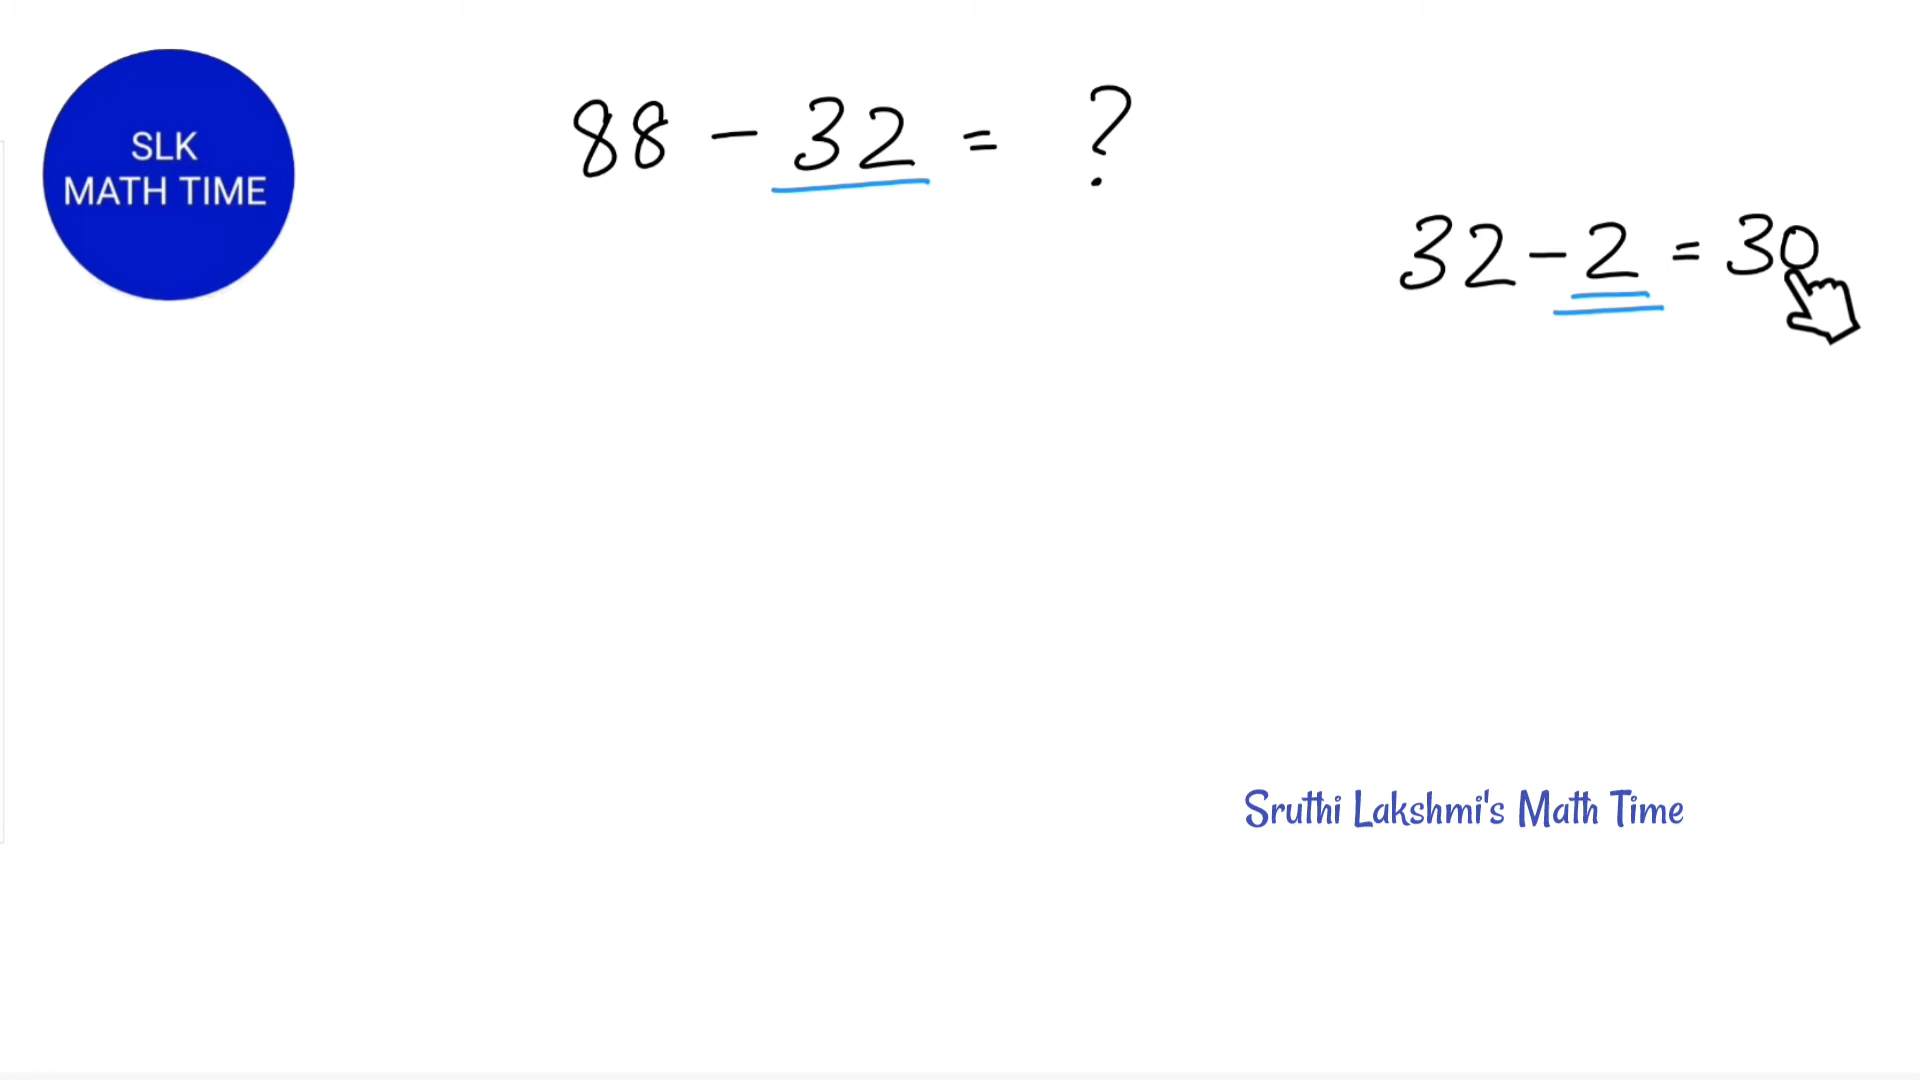 SLK
MATH TIME
88 - 32 = ?
32 - 2 = 30
Sruthi Lakshmi's Math Time